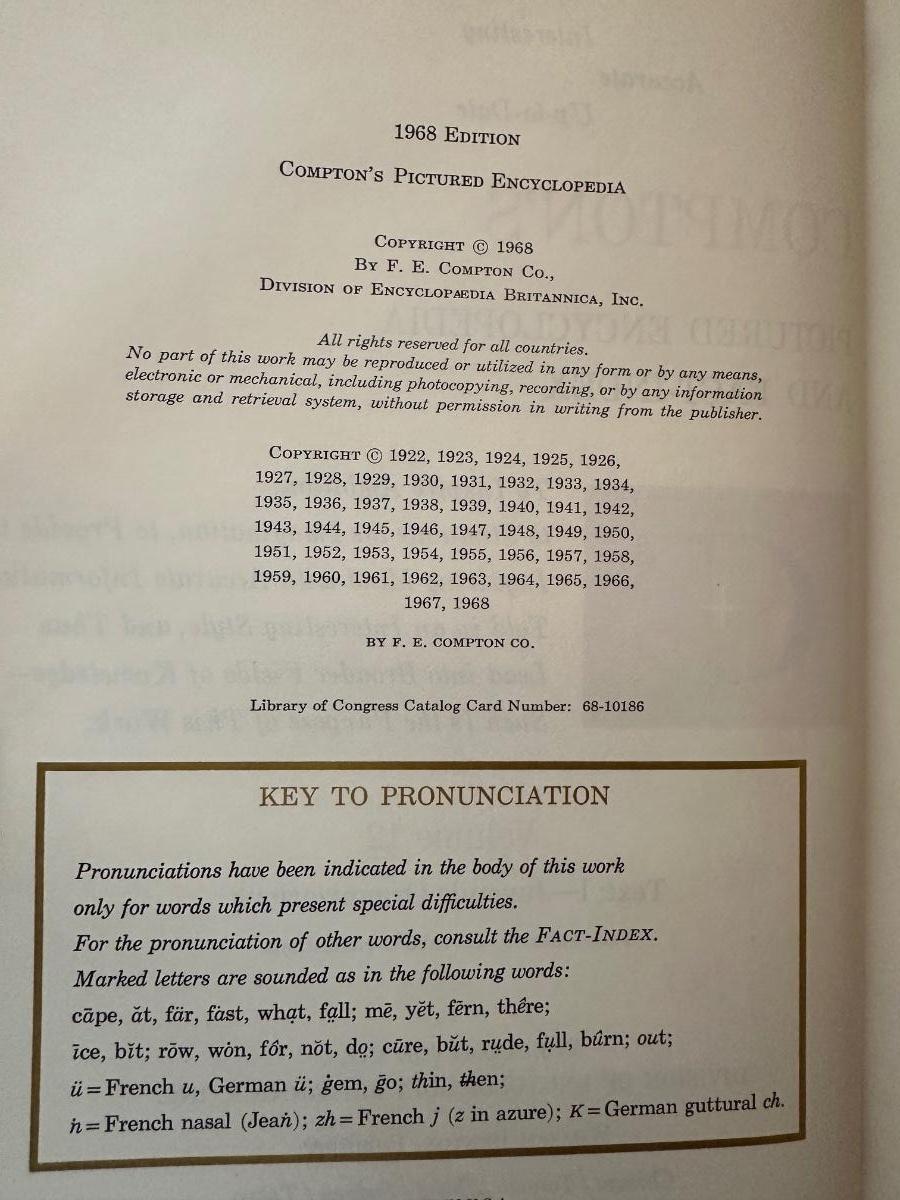 1968 Edition
Compton's Pictured Encyclopedia
Copyright © 1968
By F. E. Compton Co.,
Division of Encyclopædia Britannica, Inc.
All rights reserved for all countries.
No part of this work may be reproduced or utilized in any form or by any means,
electronic or mechanical, including photocopying, recording, or by any information
storage and retrieval system, without permission in writing from the publisher.
Copyright © 1922, 1923, 1924, 1925, 1926,
1927, 1928, 1929, 1930, 1931, 1932, 1933, 1934,
1935, 1936, 1937, 1938, 1939, 1940, 1941, 1942,
1943, 1944, 1945, 1946, 1947, 1948, 1949, 1950,
1951, 1952, 1953, 1954, 1955, 1956, 1957, 1958,
1959, 1960, 1961, 1962, 1963, 1964, 1965, 1966,
1967, 1968
BY F. E. COMPTON CO.
Library of Congress Catalog Card Number: 68-10186
KEY TO PRONUNCIATION
Pronunciations have been indicated in the body of this work
only for words which present special difficulties.
For the pronunciation of other words, consult the Fact-Index.
Marked letters are sounded as in the following words:
cāpe, ăt, fär, fȧst, whạt, fa̤ll; mē, yĕt, fẽrn, thêre;
īce, bĭt; rōw, wȯn, fôr, nŏt, dọ; cūre, bŭt, rṳde, fụll, bûrn; out;
ü = French u, German ü; ġem, ḡo; thin, then;
ṅ = French nasal (Jeaṅ); zh = French j (z in azure); K = German guttural ch.